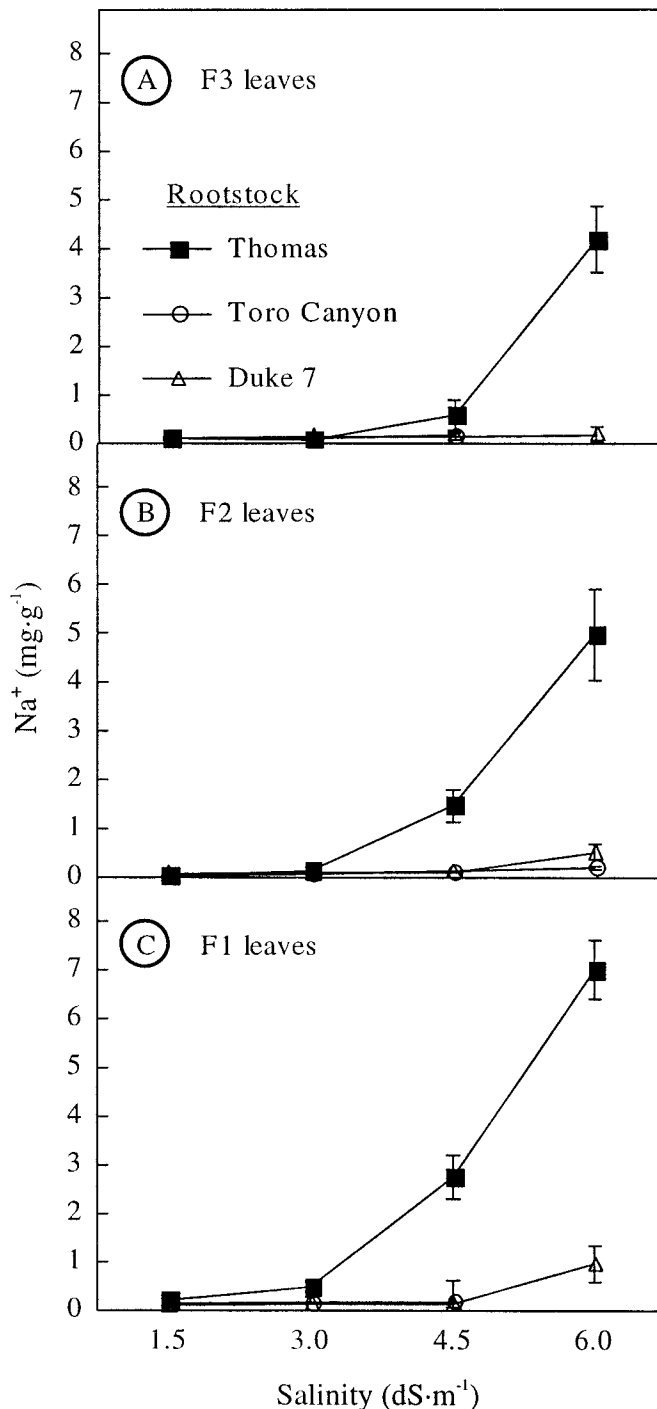 8
7
6
5
4
3
2
1
0
A F3 leaves
Rootstock
Thomas
Toro Canyon
Duke 7
8
7
6
5
4
3
2
1
0
B F2 leaves
Na⁺ (mg·g⁻¹)
8
7
6
5
4
3
2
1
0
C F1 leaves
1.5 3.0 4.5 6.0
Salinity (dS·m⁻¹)